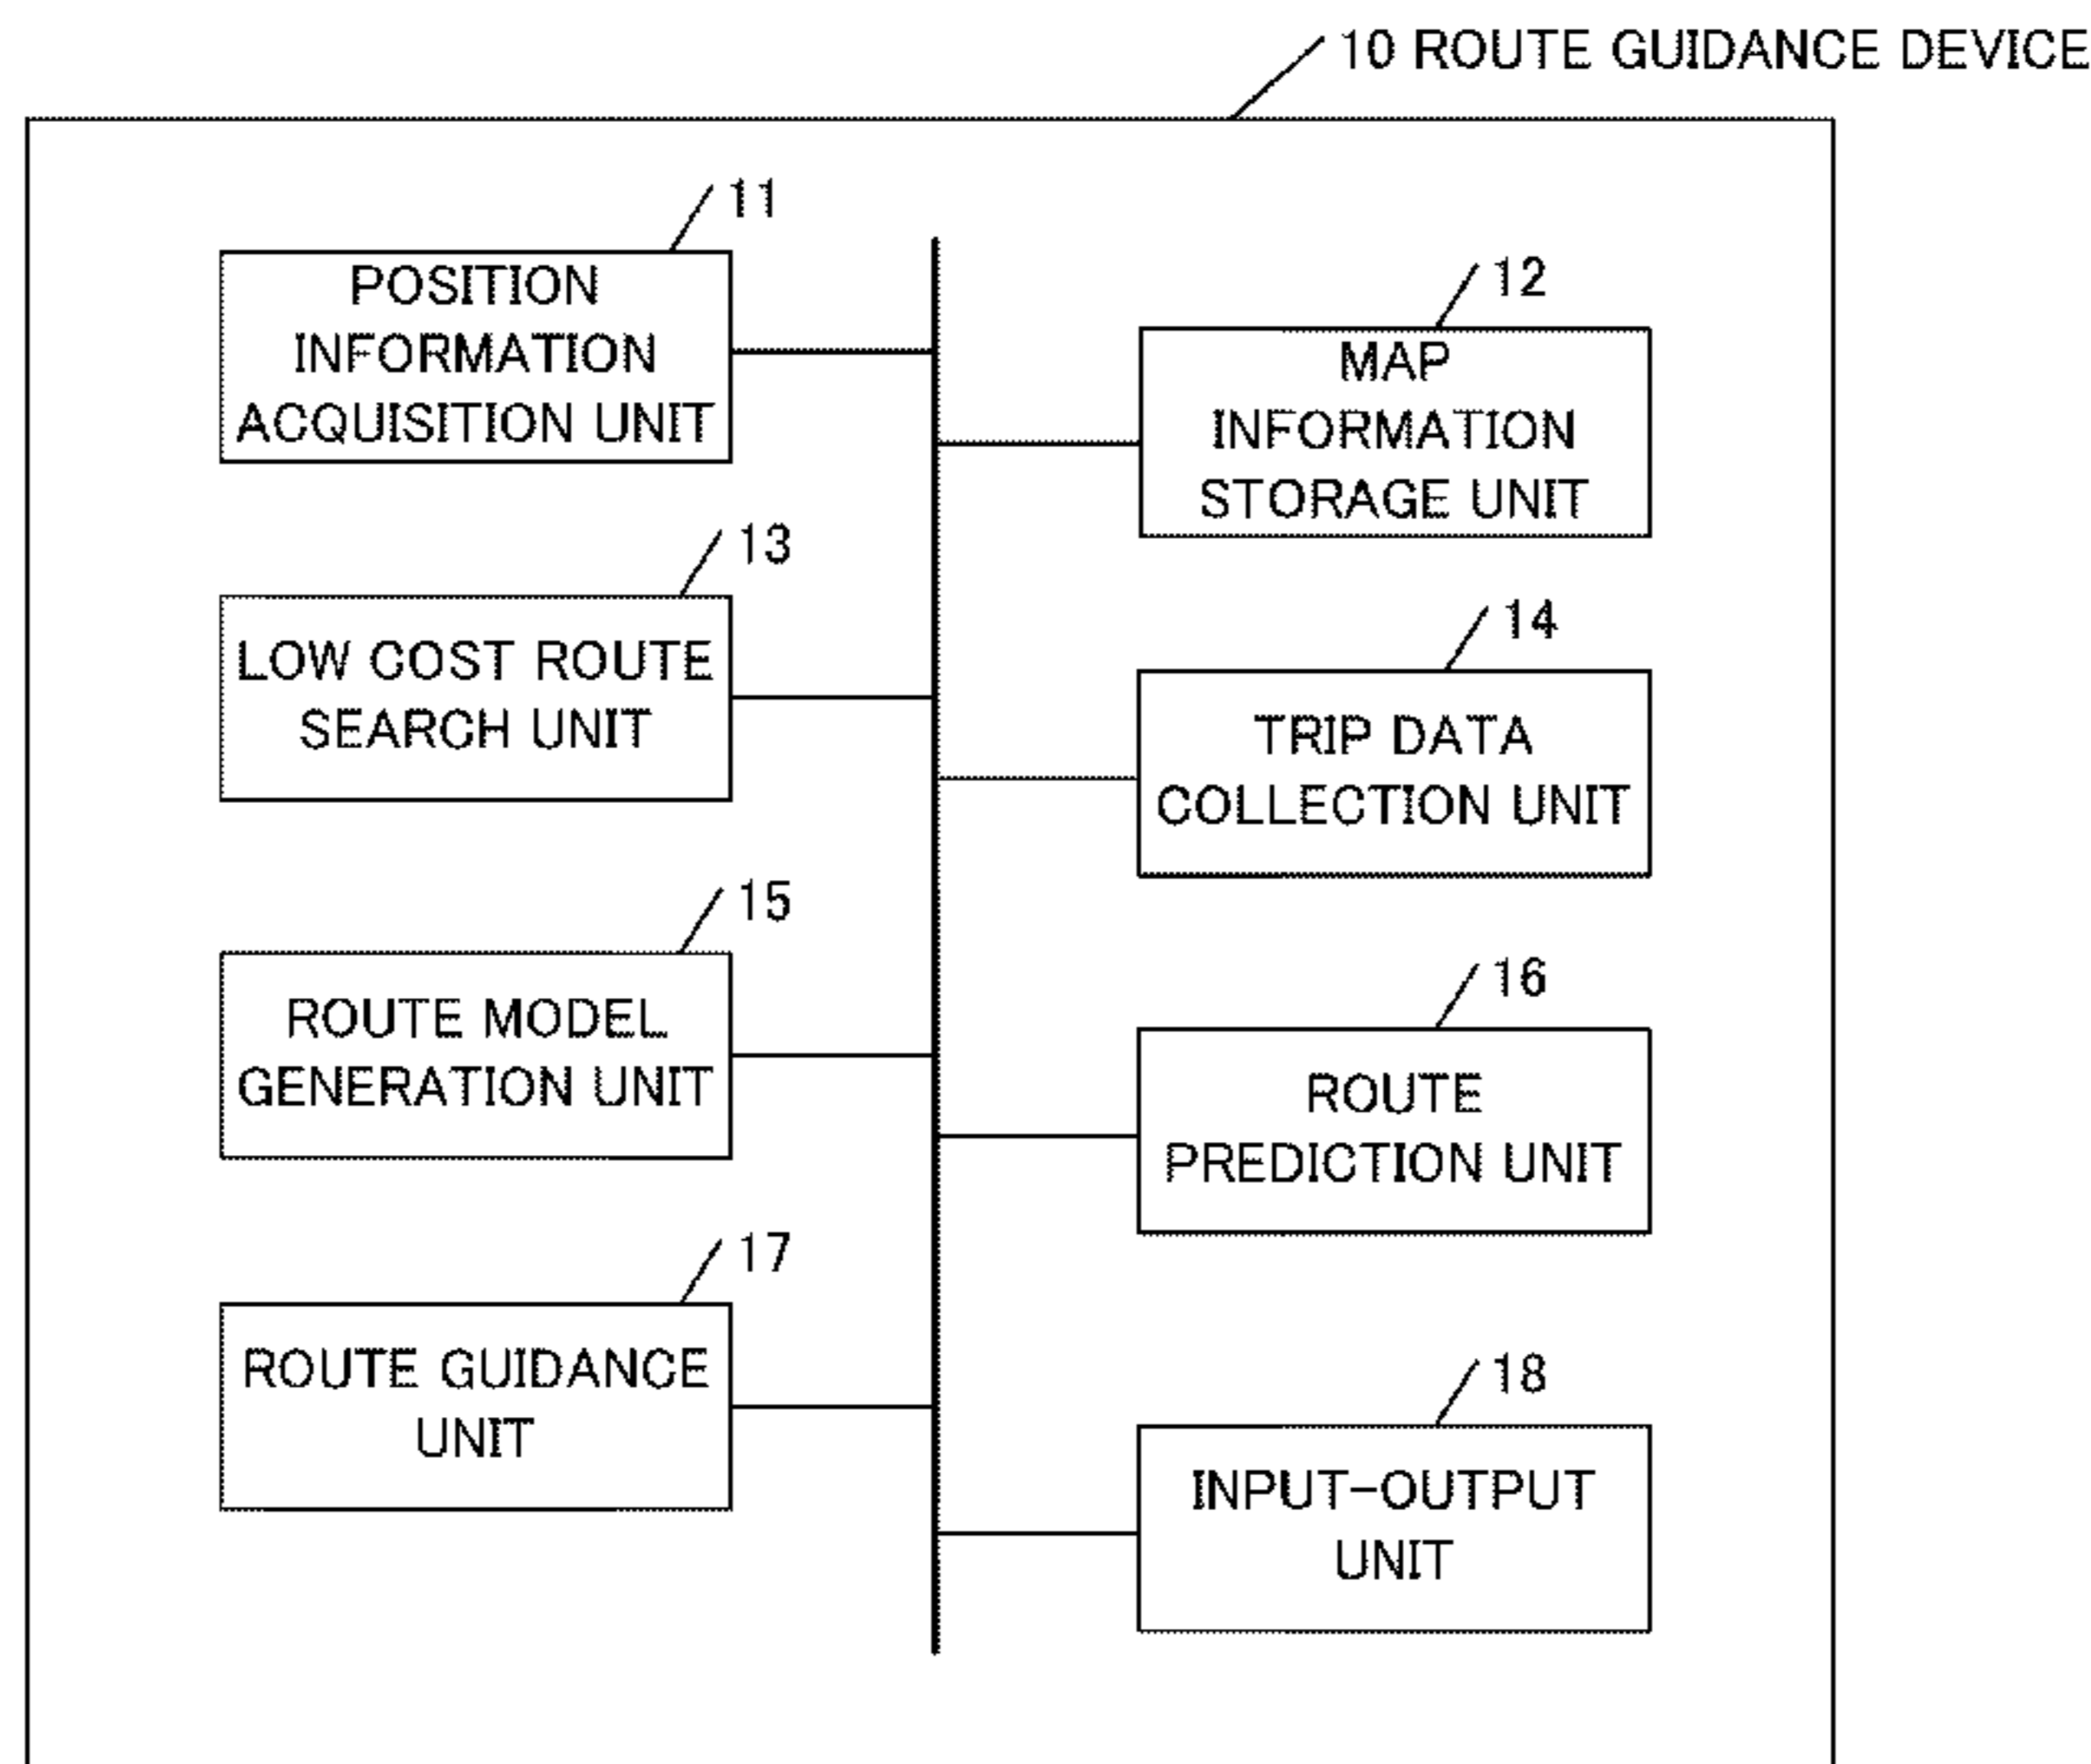 10 ROUTE GUIDANCE DEVICE
11
POSITION
INFORMATION
ACQUISITION UNIT
12
MAP
INFORMATION
STORAGE UNIT
13
LOW COST ROUTE
SEARCH UNIT
14
TRIP DATA
COLLECTION UNIT
15
ROUTE MODEL
GENERATION UNIT
16
ROUTE
PREDICTION UNIT
17
ROUTE GUIDANCE
UNIT
18
INPUT-OUTPUT
UNIT